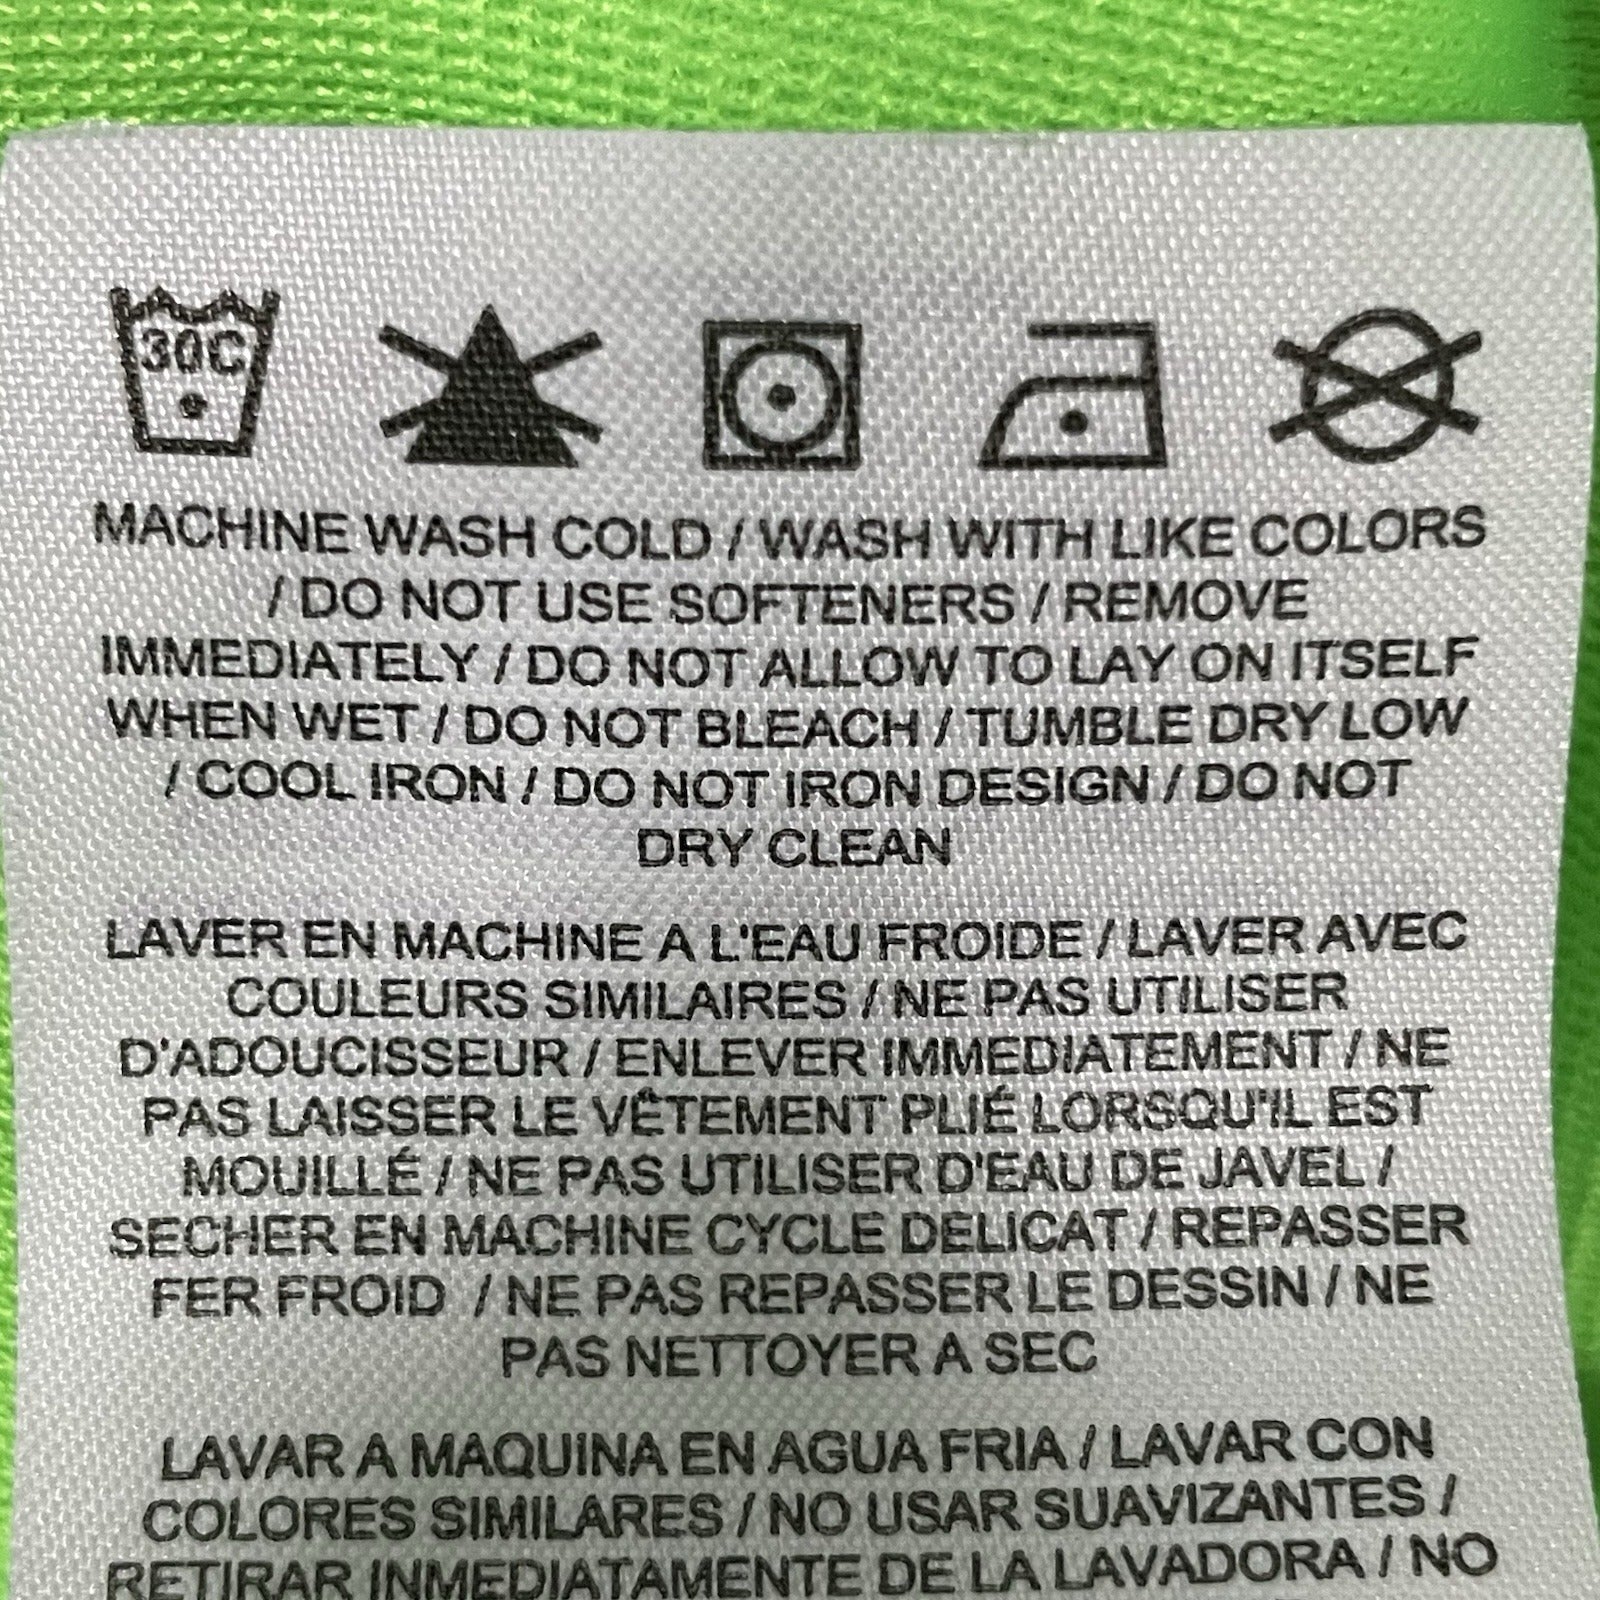 30C
MACHINE WASH COLD / WASH WITH LIKE COLORS
/ DO NOT USE SOFTENERS / REMOVE
IMMEDIATELY / DO NOT ALLOW TO LAY ON ITSELF
WHEN WET / DO NOT BLEACH / TUMBLE DRY LOW
/ COOL IRON / DO NOT IRON DESIGN / DO NOT
DRY CLEAN
LAVER EN MACHINE A L'EAU FROIDE / LAVER AVEC
COULEURS SIMILAIRES / NE PAS UTILISER
D'ADOUCISSEUR / ENLEVER IMMEDIATEMENT / NE
PAS LAISSER LE VÊTEMENT PLIÉ LORSQU'IL EST
MOUILLÉ / NE PAS UTILISER D'EAU DE JAVEL /
SECHER EN MACHINE CYCLE DELICAT / REPASSER
FER FROID / NE PAS REPASSER LE DESSIN / NE
PAS NETTOYER A SEC
LAVAR A MAQUINA EN AGUA FRIA / LAVAR CON
COLORES SIMILARES / NO USAR SUAVIZANTES /
RETIRAR INMEDIATAMENTE DE LA LAVADORA / NO